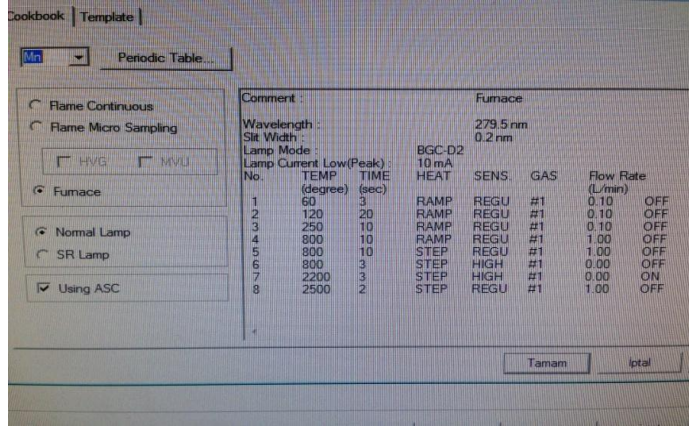 Cookbook Template
Mn Periodic Table...
Flame Continuous
Flame Micro Sampling
HVG MVU
Furnace
Normal Lamp
SR Lamp
Using ASC
Comment : Furnace
Wavelength : 279.5 nm
Slit Width : 0.2 nm
Lamp Mode : BGC-D2
Lamp Current Low(Peak) : 10 mA
No. TEMP TIME HEAT SENS. GAS Flow Rate
(degree) (sec) (L/min)
1 60 3 RAMP REGU #1 0.10 OFF
2 120 20 RAMP REGU #1 0.10 OFF
3 250 10 RAMP REGU #1 0.10 OFF
4 800 10 RAMP REGU #1 1.00 OFF
5 800 10 STEP REGU #1 1.00 OFF
6 800 3 STEP HIGH #1 0.00 OFF
7 2200 3 STEP HIGH #1 0.00 ON
8 2500 2 STEP REGU #1 1.00 OFF
Tamam İptal